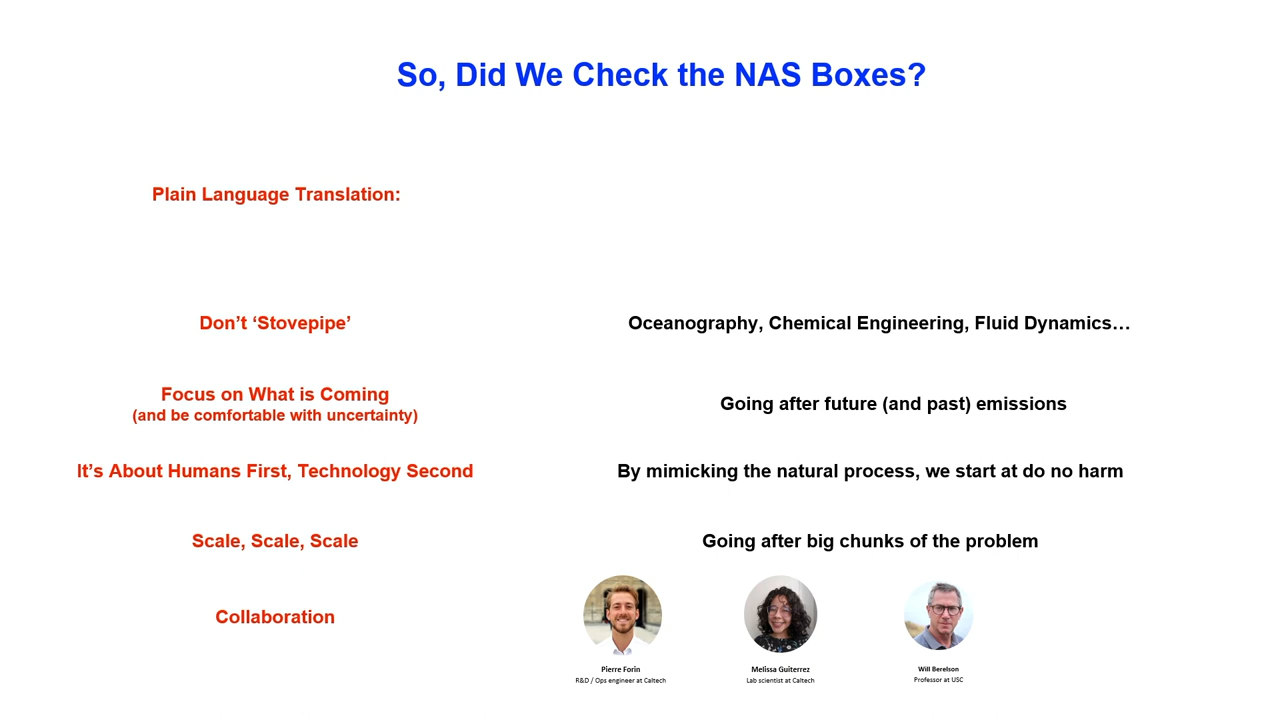 So, Did We Check the NAS Boxes?
Plain Language Translation:
Don’t ‘Stovepipe’
Oceanography, Chemical Engineering, Fluid Dynamics…
Focus on What is Coming
(and be comfortable with uncertainty)
Going after future (and past) emissions
It’s About Humans First, Technology Second
By mimicking the natural process, we start at do no harm
Scale, Scale, Scale
Going after big chunks of the problem
Collaboration
Pierre Forin
R&D / Ops engineer at Caltech
Melissa Guiterrez
Lab scientist at Caltech
Will Berelson
Professor at USC